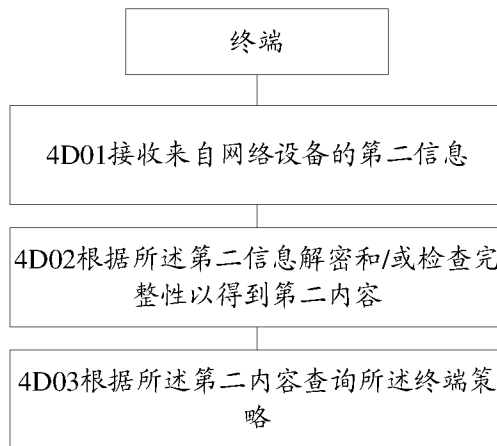 终端
4D01接收来自网络设备的第二信息
4D02根据所述第二信息解密和/或检查完
整性以得到第二内容
4D03根据所述第二内容查询所述终端策
略